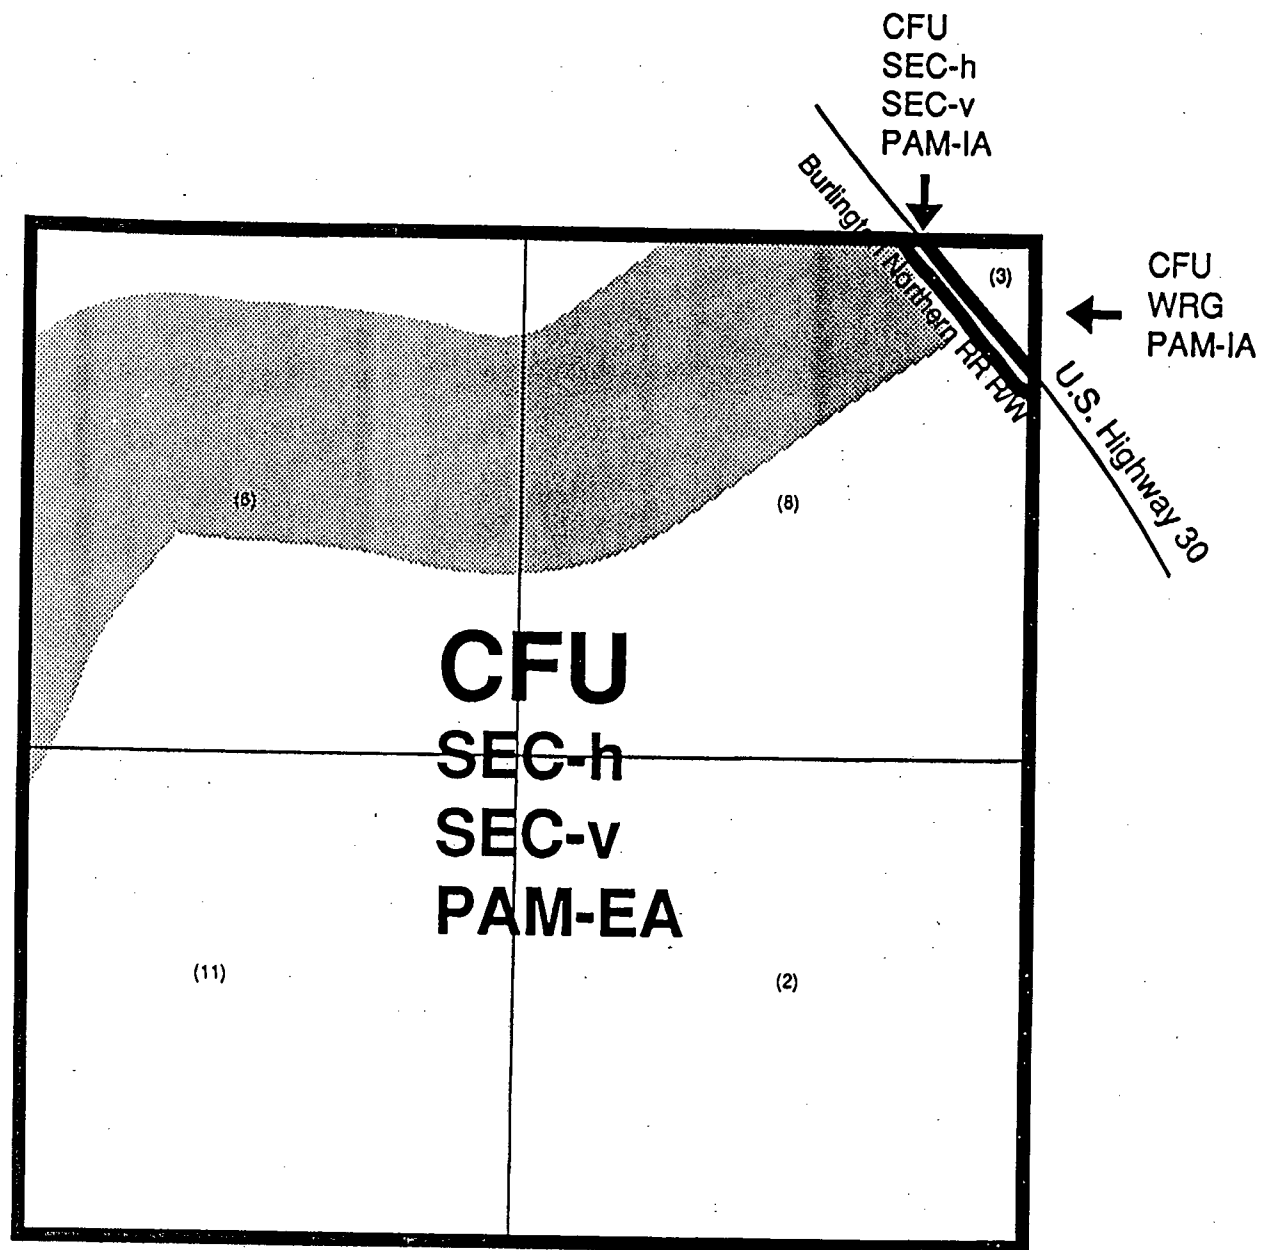 CFU
SEC-h
SEC-v
PAM-IA
Burlington Northern RR R/W
(3)
CFU
WRG
PAM-IA
U.S. Highway 30
(6)
(8)
CFU
SEC-h
SEC-v
PAM-EA
(11)
(2)